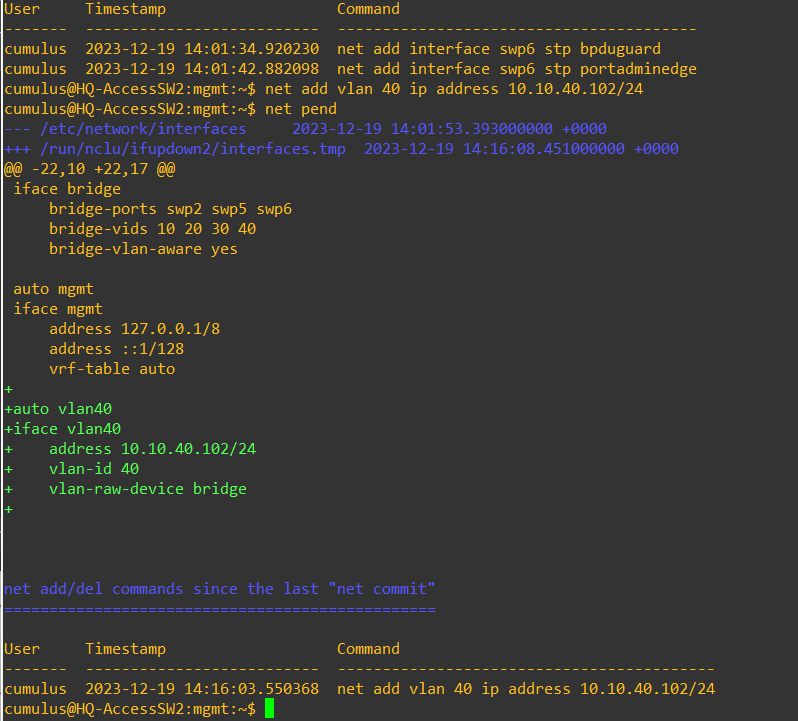 User     Timestamp                   Command
-------  --------------------------  ----------------------------------------
cumulus  2023-12-19 14:01:34.920230  net add interface swp6 stp bpduguard
cumulus  2023-12-19 14:01:42.882098  net add interface swp6 stp portadminedge
cumulus@HQ-AccessSW2:mgmt:~$ net add vlan 40 ip address 10.10.40.102/24
cumulus@HQ-AccessSW2:mgmt:~$ net pend
--- /etc/network/interfaces     2023-12-19 14:01:53.393000000 +0000
+++ /run/nclu/ifupdown2/interfaces.tmp  2023-12-19 14:16:08.451000000 +0000
@@ -22,10 +22,17 @@
 iface bridge
     bridge-ports swp2 swp5 swp6
     bridge-vids 10 20 30 40
     bridge-vlan-aware yes

 auto mgmt
 iface mgmt
     address 127.0.0.1/8
     address ::1/128
     vrf-table auto
+
+auto vlan40
+iface vlan40
+    address 10.10.40.102/24
+    vlan-id 40
+    vlan-raw-device bridge
+

net add/del commands since the last "net commit"
================================================

User     Timestamp                   Command
-------  --------------------------  ------------------------------------------
cumulus  2023-12-19 14:16:03.550368  net add vlan 40 ip address 10.10.40.102/24
cumulus@HQ-AccessSW2:mgmt:~$